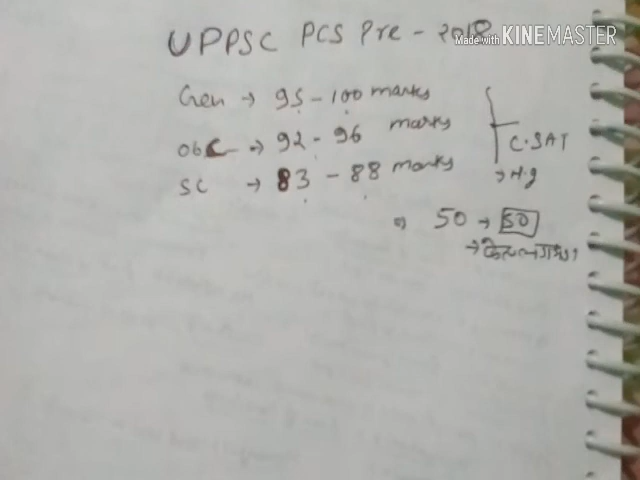 UPPSC PCS Pre - 2018
Made with KINEMASTER
Gen → 95 - 100 marks
obC → 92 - 96 marks
SC → 83 - 88 marks
C.SAT
50 → 50